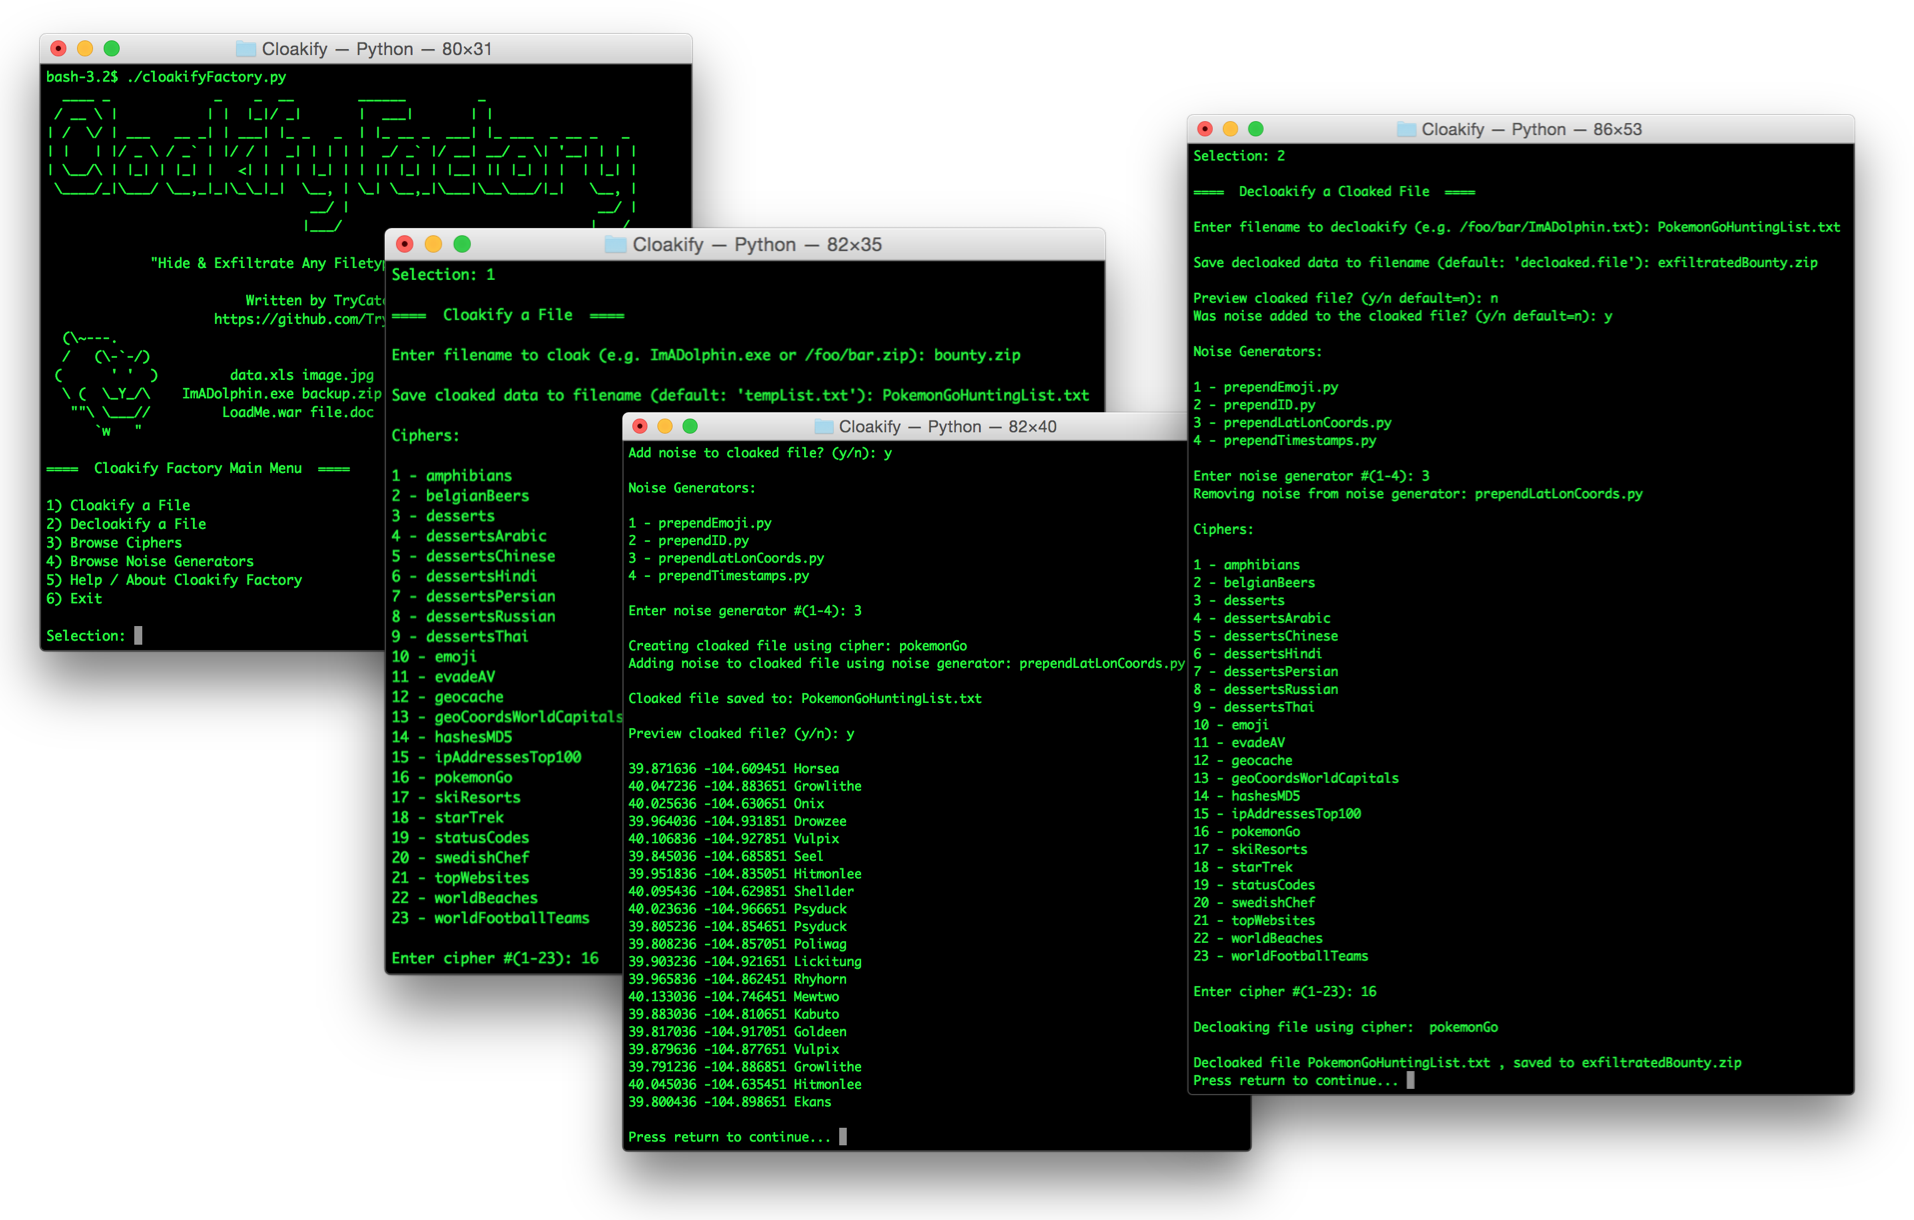 Cloakify — Python — 80×31
bash-3.2$ ./cloakifyFactory.py
CloakifyFactory
"Hide & Exfiltrate Any Filetyp
Written by TryCatc
https://github.com/Try
data.xls image.jpg
ImADolphin.exe backup.zip
LoadMe.war file.doc
==== Cloakify Factory Main Menu ====
1) Cloakify a File
2) Decloakify a File
3) Browse Ciphers
4) Browse Noise Generators
5) Help / About Cloakify Factory
6) Exit
Selection:
Cloakify — Python — 82×35
Selection: 1
==== Cloakify a File ====
Enter filename to cloak (e.g. ImADolphin.exe or /foo/bar.zip): bounty.zip
Save cloaked data to filename (default: 'tempList.txt'): PokemonGoHuntingList.txt
Ciphers:
1 - amphibians
2 - belgianBeers
3 - desserts
4 - dessertsArabic
5 - dessertsChinese
6 - dessertsHindi
7 - dessertsPersian
8 - dessertsRussian
9 - dessertsThai
10 - emoji
11 - evadeAV
12 - geocache
13 - geoCoordsWorldCapitals
14 - hashesMD5
15 - ipAddressesTop100
16 - pokemonGo
17 - skiResorts
18 - starTrek
19 - statusCodes
20 - swedishChef
21 - topWebsites
22 - worldBeaches
23 - worldFootballTeams
Enter cipher #(1-23): 16
Cloakify — Python — 82×40
Add noise to cloaked file? (y/n): y
Noise Generators:
1 - prependEmoji.py
2 - prependID.py
3 - prependLatLonCoords.py
4 - prependTimestamps.py
Enter noise generator #(1-4): 3
Creating cloaked file using cipher: pokemonGo
Adding noise to cloaked file using noise generator: prependLatLonCoords.py
Cloaked file saved to: PokemonGoHuntingList.txt
Preview cloaked file? (y/n): y
39.871636 -104.609451 Horsea
40.047236 -104.883651 Growlithe
40.025636 -104.630651 Onix
39.964036 -104.931851 Drowzee
40.106836 -104.927851 Vulpix
39.845036 -104.685851 Seel
39.951836 -104.835051 Hitmonlee
40.095436 -104.629851 Shellder
40.023636 -104.966651 Psyduck
39.805236 -104.854651 Psyduck
39.808236 -104.857051 Poliwag
39.903236 -104.921651 Lickitung
39.965836 -104.862451 Rhyhorn
40.133036 -104.746451 Mewtwo
39.883036 -104.810651 Kabuto
39.817036 -104.917051 Goldeen
39.879636 -104.877651 Vulpix
39.791236 -104.886851 Growlithe
40.045036 -104.635451 Hitmonlee
39.800436 -104.898651 Ekans
Press return to continue...
Cloakify — Python — 86×53
Selection: 2
==== Decloakify a Cloaked File ====
Enter filename to decloakify (e.g. /foo/bar/ImADolphin.txt): PokemonGoHuntingList.txt
Save decloaked data to filename (default: 'decloaked.file'): exfiltratedBounty.zip
Preview cloaked file? (y/n default=n): n
Was noise added to the cloaked file? (y/n default=n): y
Noise Generators:
1 - prependEmoji.py
2 - prependID.py
3 - prependLatLonCoords.py
4 - prependTimestamps.py
Enter noise generator #(1-4): 3
Removing noise from noise generator: prependLatLonCoords.py
Ciphers:
1 - amphibians
2 - belgianBeers
3 - desserts
4 - dessertsArabic
5 - dessertsChinese
6 - dessertsHindi
7 - dessertsPersian
8 - dessertsRussian
9 - dessertsThai
10 - emoji
11 - evadeAV
12 - geocache
13 - geoCoordsWorldCapitals
14 - hashesMD5
15 - ipAddressesTop100
16 - pokemonGo
17 - skiResorts
18 - starTrek
19 - statusCodes
20 - swedishChef
21 - topWebsites
22 - worldBeaches
23 - worldFootballTeams
Enter cipher #(1-23): 16
Decloaking file using cipher: pokemonGo
Decloaked file PokemonGoHuntingList.txt , saved to exfiltratedBounty.zip
Press return to continue...